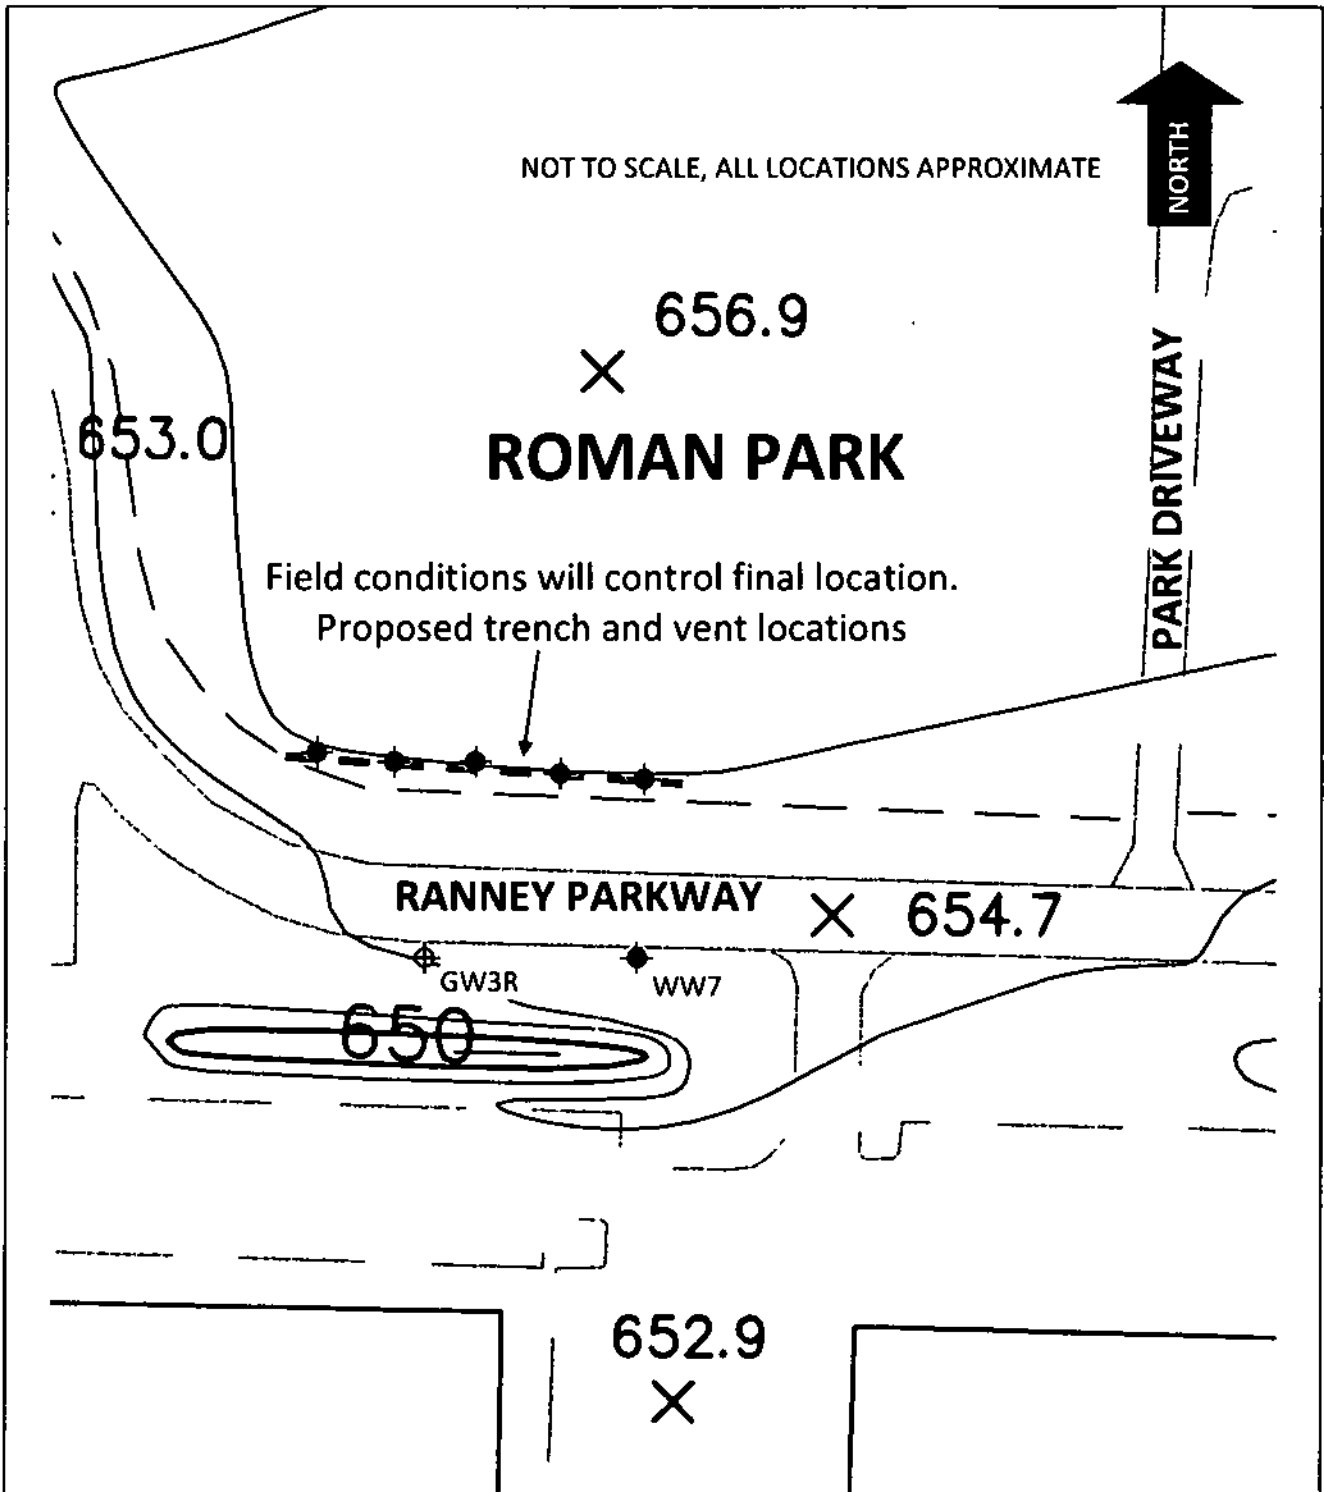 NORTH
NOT TO SCALE, ALL LOCATIONS APPROXIMATE
656.9
ROMAN PARK
PARK DRIVEWAY
653.0
Field conditions will control final location.
Proposed trench and vent locations
RANNEY PARKWAY
654.7
GW3R
WW7
650
652.9